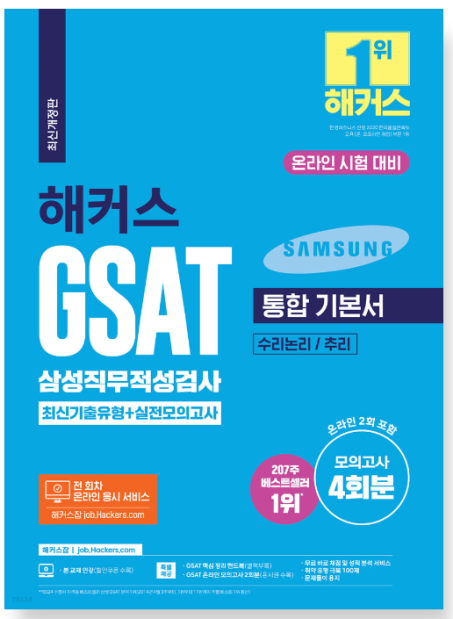 최신개정판
1위
해커스
온라인 시험 대비
해커스
GSAT
삼성직무적성검사
최신기출유형+실전모의고사
SAMSUNG
통합 기본서
수리논리 / 추리
온라인 2회 포함
모의고사
4회분
207주
베스트셀러
1위*
전 회차
온라인 응시 서비스
해커스잡 job.Hackers.com
해커스잡 | job.Hackers.com
· 본 교재 인강(할인쿠폰 수록)
특별
제공
· GSAT 핵심 정리 핸드북(별책부록)
· GSAT 온라인 모의고사 2회분(응시권 수록)
· 무료 바로 채점 및 성적 분석 서비스
· 취약 유형 극복 100제
· 문제풀이 용지